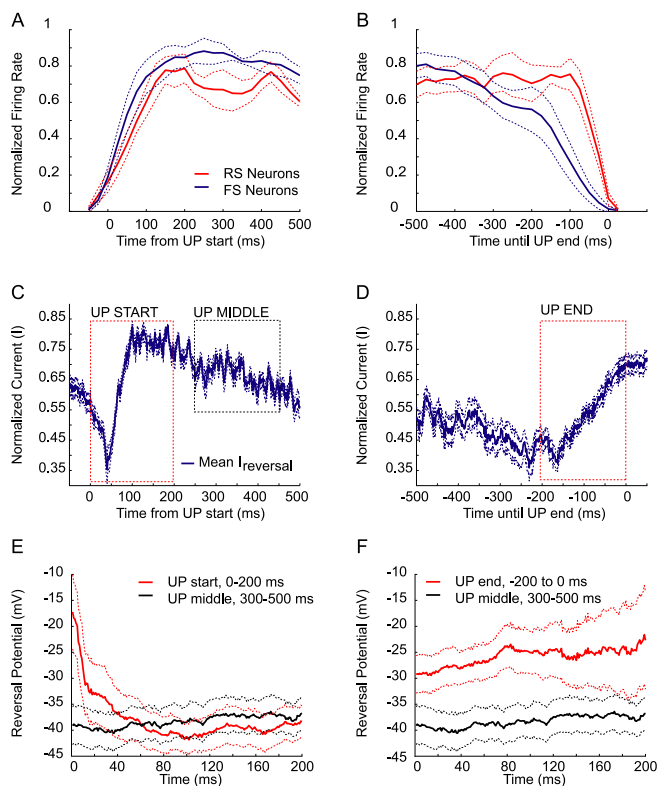 A
Normalized Firing Rate
1
0.8
0.6
0.4
0.2
0
RS Neurons
FS Neurons
0 100 200 300 400 500
Time from UP start (ms)
B
Normalized Firing Rate
1
0.8
0.6
0.4
0.2
0
-500 -400 -300 -200 -100 0
Time until UP end (ms)
C
Normalized Current (I)
0.85
0.75
0.65
0.55
0.45
0.35
UP START
UP MIDDLE
Mean Ireversal
0 100 200 300 400 500
Time from UP start (ms)
D
Normalized Current (I)
0.85
0.75
0.65
0.55
0.45
0.35
UP END
-500 -400 -300 -200 -100 0
Time until UP end (ms)
E
Reversal Potential (mV)
-10
-15
-20
-25
-30
-35
-40
-45
UP start, 0-200 ms
UP middle, 300-500 ms
0 40 80 120 160 200
Time (ms)
F
Reversal Potential (mV)
-10
-15
-20
-25
-30
-35
-40
-45
UP end, -200 to 0 ms
UP middle, 300-500 ms
0 40 80 120 160 200
Time (ms)